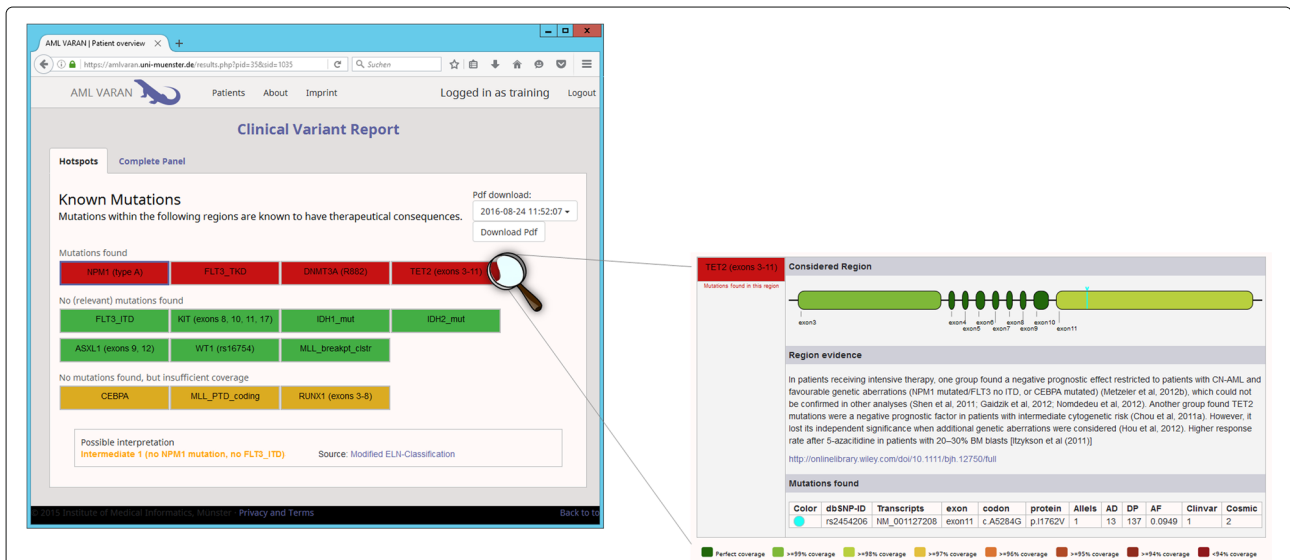 AML VARAN | Patient overview
https://amlvaran.uni-muenster.de/results.php?pid=35&sid=1035
Suchen
AML VARAN
Patients
About
Imprint
Logged in as training
Logout
Clinical Variant Report
Hotspots
Complete Panel
Known Mutations
Mutations within the following regions are known to have therapeutical consequences.
Pdf download:
2016-08-24 11:52:07
Download Pdf
Mutations found
NPM1 (type A)
FLT3_TKD
DNMT3A (R882)
TET2 (exons 3-11)
No (relevant) mutations found
FLT3_ITD
KIT (exons 8, 10, 11, 17)
IDH1_mut
IDH2_mut
ASXL1 (exons 9, 12)
WT1 (rs16754)
MLL_breakpt_clstr
No mutations found, but insufficient coverage
CEBPA
MLL_PTD_coding
RUNX1 (exons 3-8)
Possible interpretation
Intermediate 1 (no NPM1 mutation, no FLT3_ITD)
Source: Modified ELN-Classification
© 2015 Institute of Medical Informatics, Münster - Privacy and Terms
Back to to
TET2 (exons 3-11)
Mutations found in this region
Considered Region
exon3
exon4
exon5
exon6
exon7
exon8
exon9
exon10
exon11
Region evidence
In patients receiving intensive therapy, one group found a negative prognostic effect restricted to patients with CN-AML and
favourable genetic aberrations (NPM1 mutated/FLT3 no ITD, or CEBPA mutated) (Metzeler et al, 2012b), which could not
be confirmed in other analyses (Shen et al, 2011; Gaidzik et al, 2012; Nomdedeu et al, 2012). Another group found TET2
mutations were a negative prognostic factor in patients with intermediate cytogenetic risk (Chou et al, 2011a). However, it
lost its independent significance when additional genetic aberrations were considered (Hou et al, 2012). Higher response
rate after 5-azacitidine in patients with 20–30% BM blasts [Itzykson et al (2011)]
http://onlinelibrary.wiley.com/doi/10.1111/bjh.12750/full
Mutations found
Color dbSNP-ID Transcripts exon codon protein Allels AD DP AF Clinvar Cosmic
rs2454206 NM_001127208 exon11 c.A5284G p.I1762V 1 13 137 0.0949 1 2
Perfect coverage >=99% coverage >=98% coverage >=97% coverage >=96% coverage >=95% coverage >=94% coverage <94% coverage